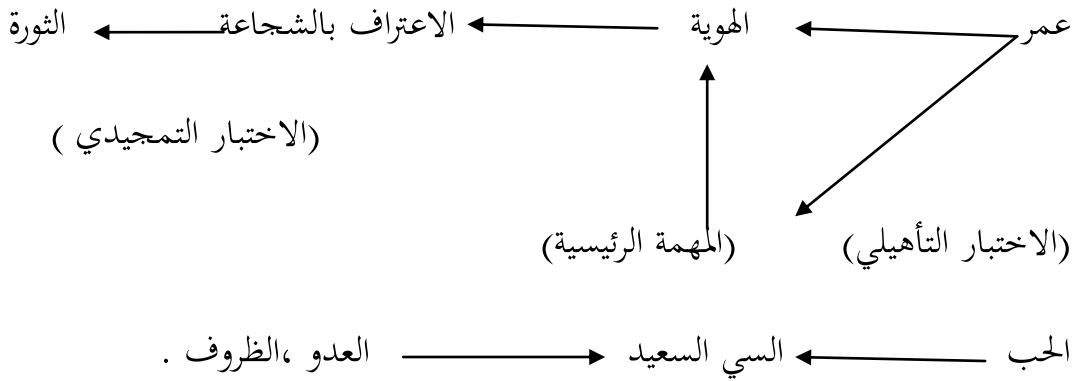 عمر الهوية الاعتراف بالشجاعة الثورة
(الاختبار التمجيدي )
(الاختبار التأهيلي) (المهمة الرئيسية)
الحب السي السعيد العدو ،الظروف .